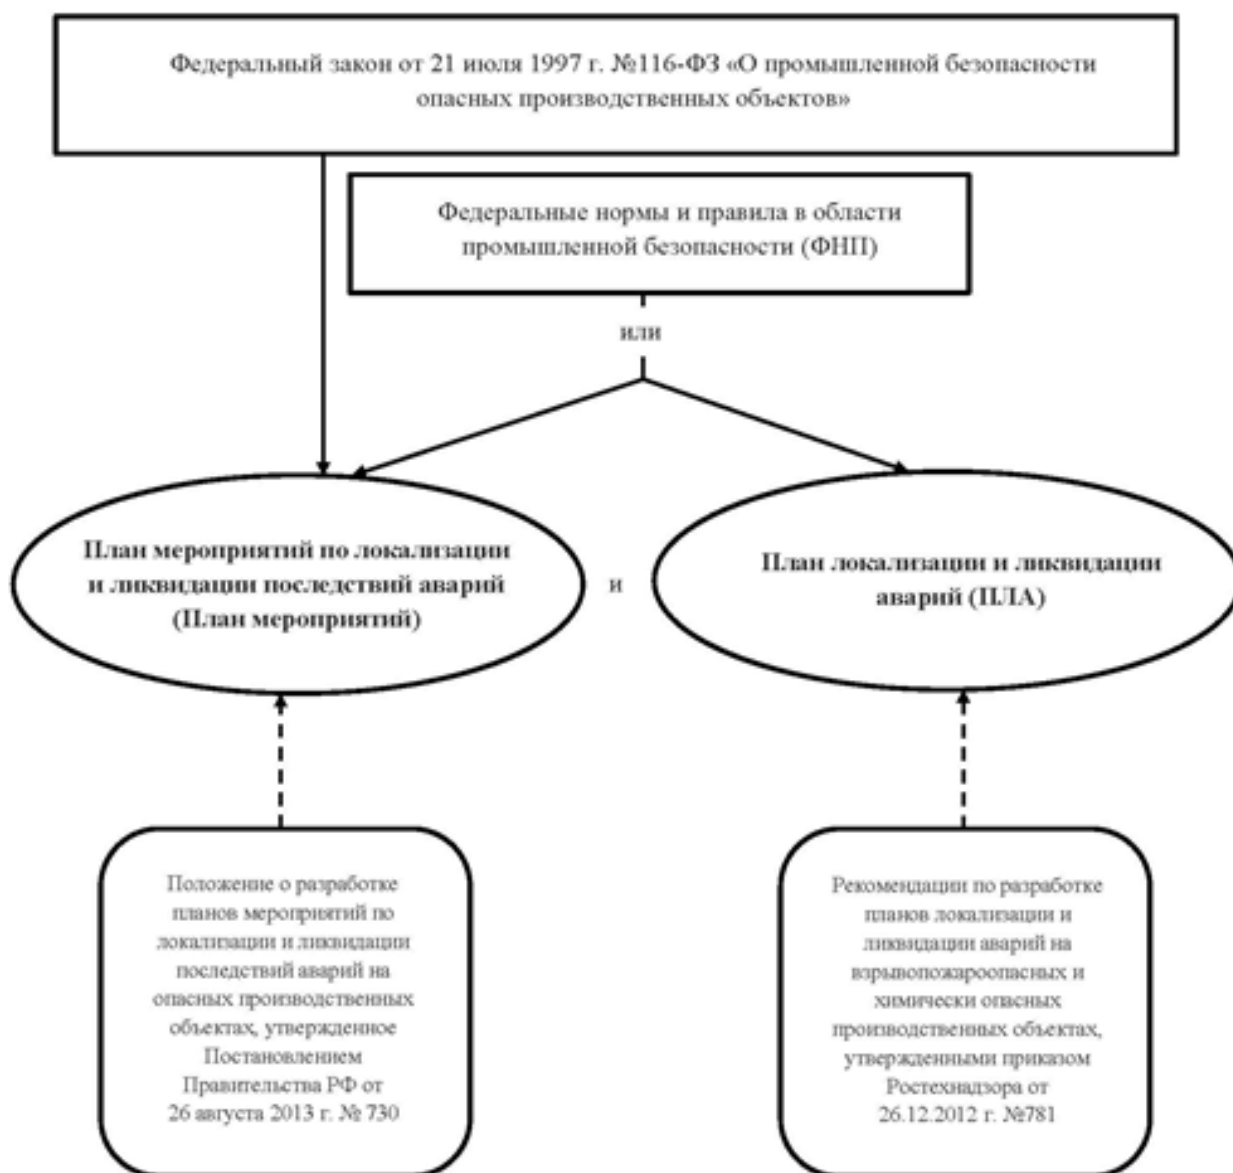 Федеральный закон от 21 июля 1997 г. №116-ФЗ «О промышленной безопасности
опасных производственных объектов»
Федеральные нормы и правила в области
промышленной безопасности (ФНП)
или
План мероприятий по локализации
и ликвидации последствий аварий
(План мероприятий)
и
План локализации и ликвидации
аварий (ПЛА)
Положение о разработке
планов мероприятий по
локализации и ликвидации
последствий аварий на
опасных производственных
объектах, утвержденное
Постановлением
Правительства РФ от
26 августа 2013 г. № 730
Рекомендации по разработке
планов локализации и
ликвидации аварий на
взрывопожароопасных и
химически опасных
производственных объектах,
утвержденными приказом
Ростехнадзора от
26.12.2012 г. №781